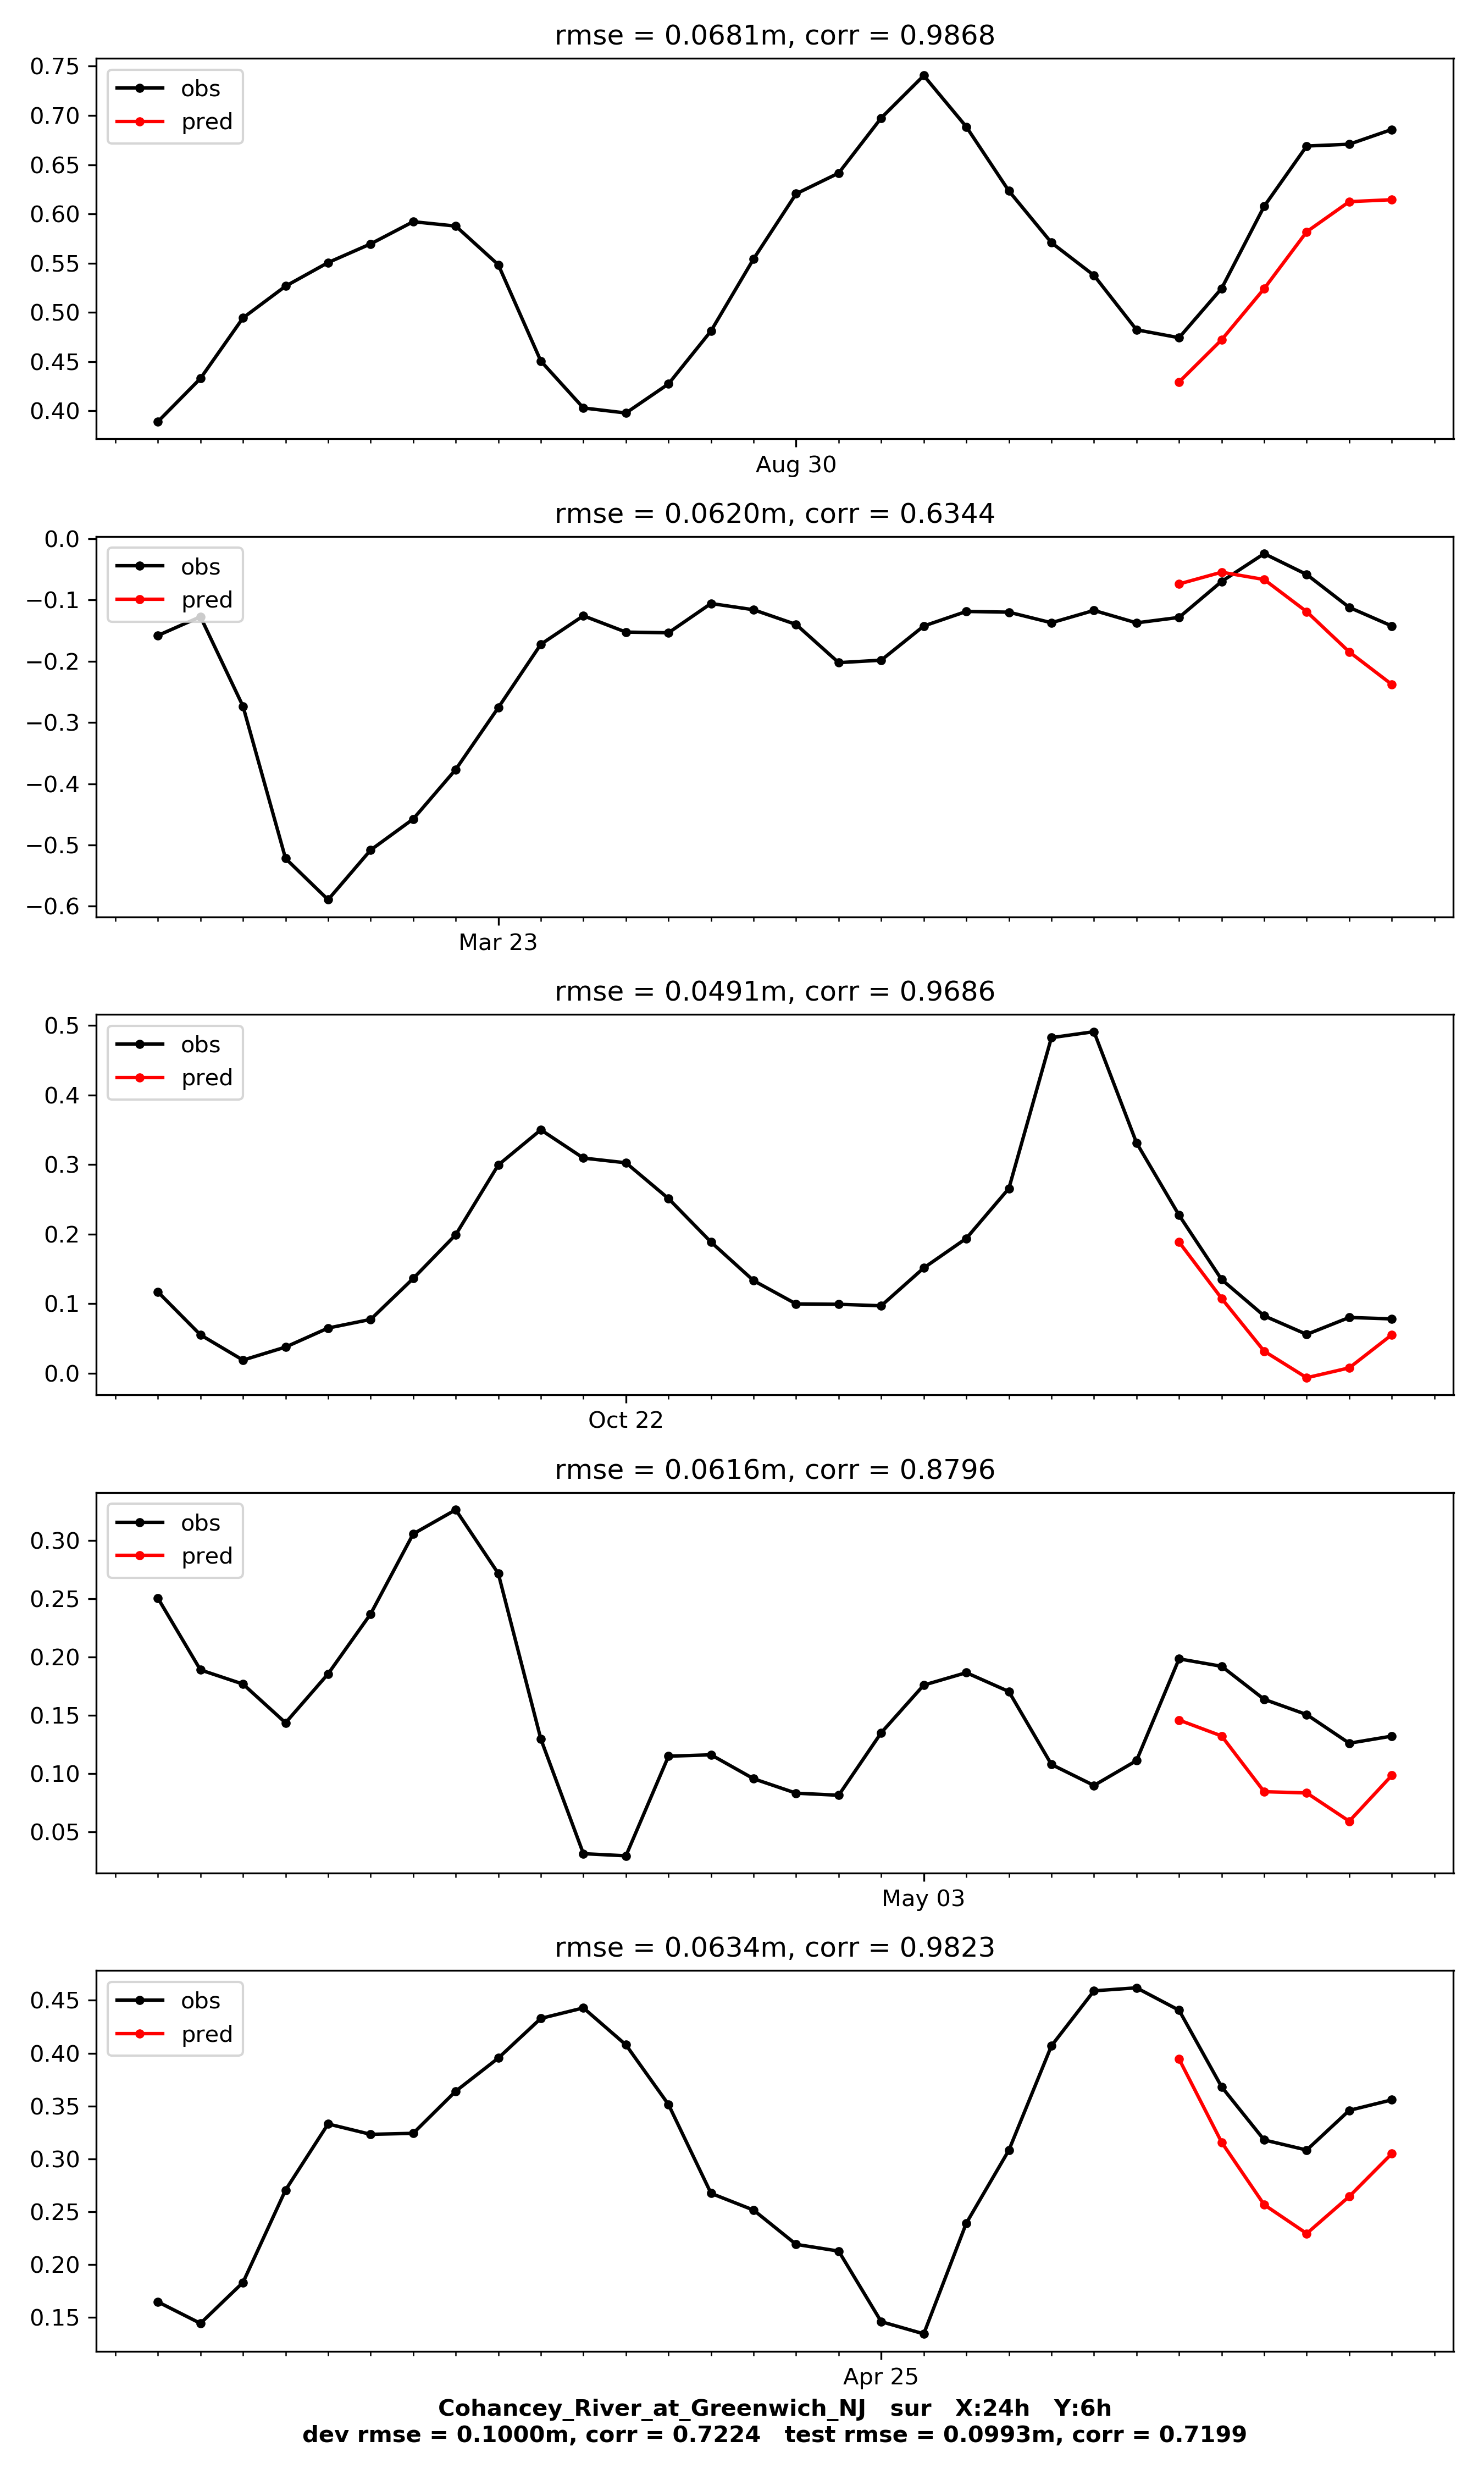 rmse = 0.0681m, corr = 0.9868
0.75
0.70
0.65
0.60
0.55
0.50
0.45
0.40
obs
pred
Aug 30
rmse = 0.0620m, corr = 0.6344
0.0
−0.1
−0.2
−0.3
−0.4
−0.5
−0.6
obs
pred
Mar 23
rmse = 0.0491m, corr = 0.9686
0.5
0.4
0.3
0.2
0.1
0.0
obs
pred
Oct 22
rmse = 0.0616m, corr = 0.8796
0.30
0.25
0.20
0.15
0.10
0.05
obs
pred
May 03
rmse = 0.0634m, corr = 0.9823
0.45
0.40
0.35
0.30
0.25
0.20
0.15
obs
pred
Apr 25
Cohancey_River_at_Greenwich_NJ sur X:24h Y:6h
dev rmse = 0.1000m, corr = 0.7224 test rmse = 0.0993m, corr = 0.7199